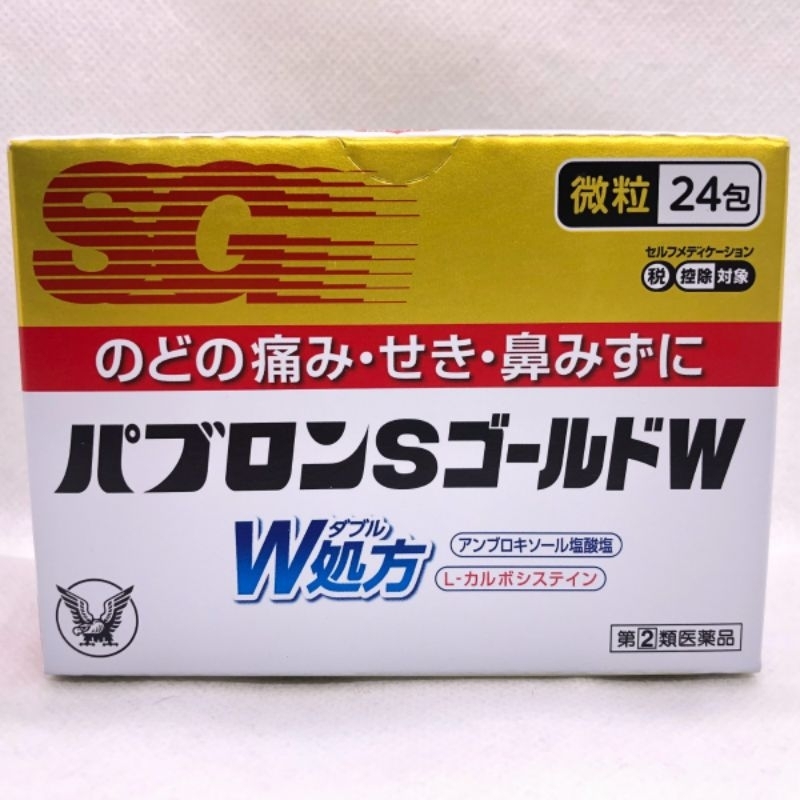 SG
微粒 24包
セルフメディケーション
税 控除 対象
のどの痛み・せき・鼻みずに
パブロンSゴールドW
ダブル
W処方
アンブロキソール塩酸塩
L-カルボシステイン
第②類医薬品